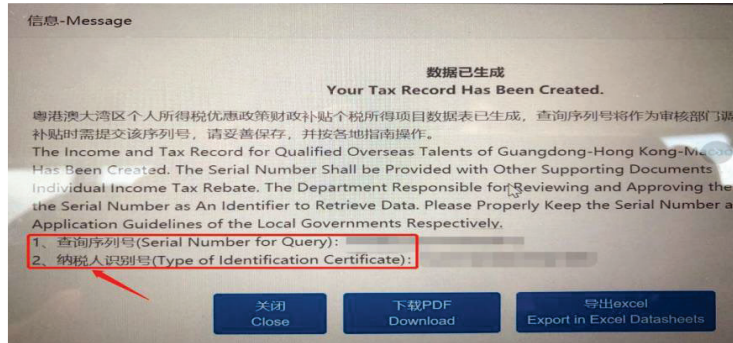 信息-Message
数据已生成
Your Tax Record Has Been Created.
粤港澳大湾区个人所得税优惠政策财政补贴个税所得项目数据表已生成，查询序列号将作为审核部门调
补贴时需提交该序列号，请妥善保存，并按各地指南操作。
The Income and Tax Record for Qualified Overseas Talents of Guangdong-Hong Kong-Macao
Has Been Created. The Serial Number Shall be Provided with Other Supporting Documents
Individual Income Tax Rebate. The Department Responsible for Reviewing and Approving the
the Serial Number as An Identifier to Retrieve Data. Please Properly Keep the Serial Number a
Application Guidelines of the Local Governments Respectively.
1、查询序列号(Serial Number for Query):
2、纳税人识别号(Type of Identification Certificate):
关闭
Close
下载PDF
Download
导出excel
Export in Excel Datasheets